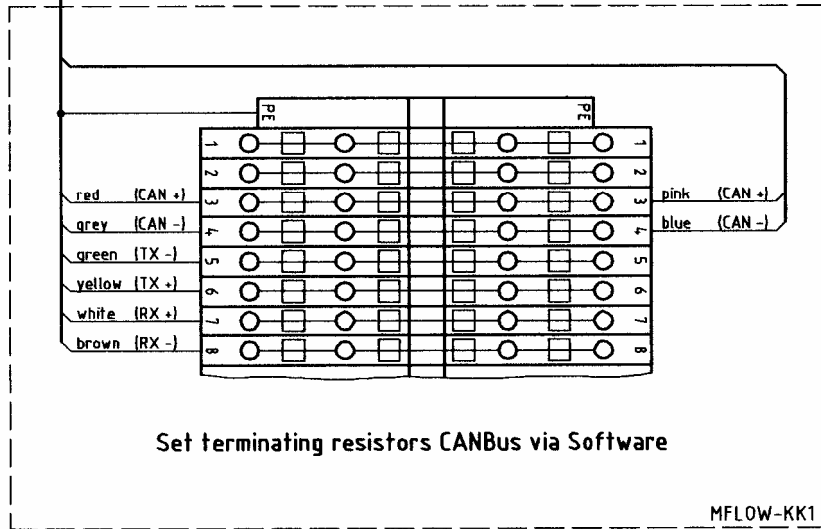 PE PE
1 1
2 2
red (CAN +) 3 3 pink (CAN +)
grey (CAN -) 4 4 blue (CAN -)
green (TX -) 5 5
yellow (TX +) 6 6
white (RX +) 7 7
brown (RX -) 8 8
Set terminating resistors CANBus via Software
MFLOW-KK1